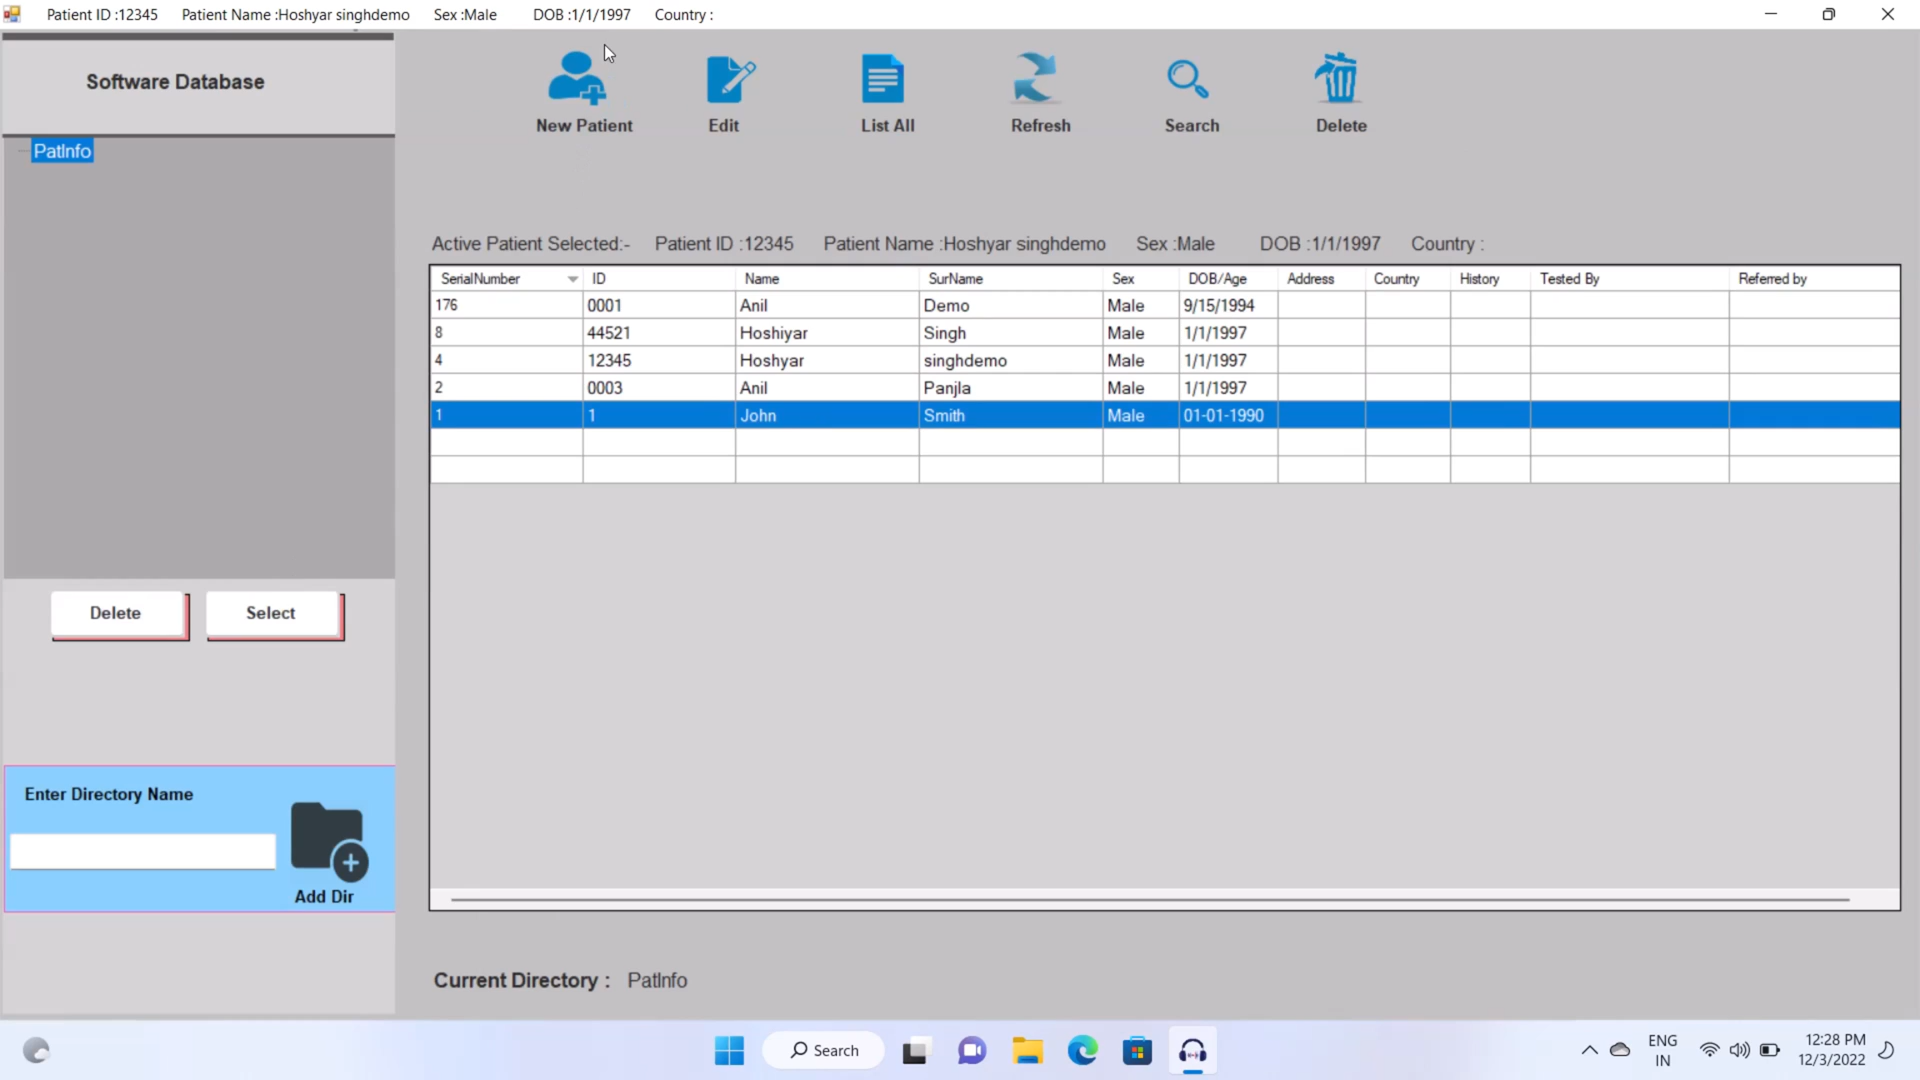 Patient ID :12345 Patient Name :Hoshyar singhdemo Sex :Male DOB :1/1/1997 Country :
Software Database
New Patient Edit List All Refresh Search Delete
PatInfo
Active Patient Selected:- Patient ID :12345 Patient Name :Hoshyar singhdemo Sex :Male DOB :1/1/1997 Country :
SerialNumber ID Name SurName Sex DOB/Age Address Country History Tested By Referred by
176 0001 Anil Demo Male 9/15/1994
8 44521 Hoshiyar Singh Male 1/1/1997
4 12345 Hoshyar singhdemo Male 1/1/1997
2 0003 Anil Panjla Male 1/1/1997
1 1 John Smith Male 01-01-1990
Delete Select
Enter Directory Name
Add Dir
Current Directory : PatInfo
Search
ENG
IN
12:28 PM
12/3/2022